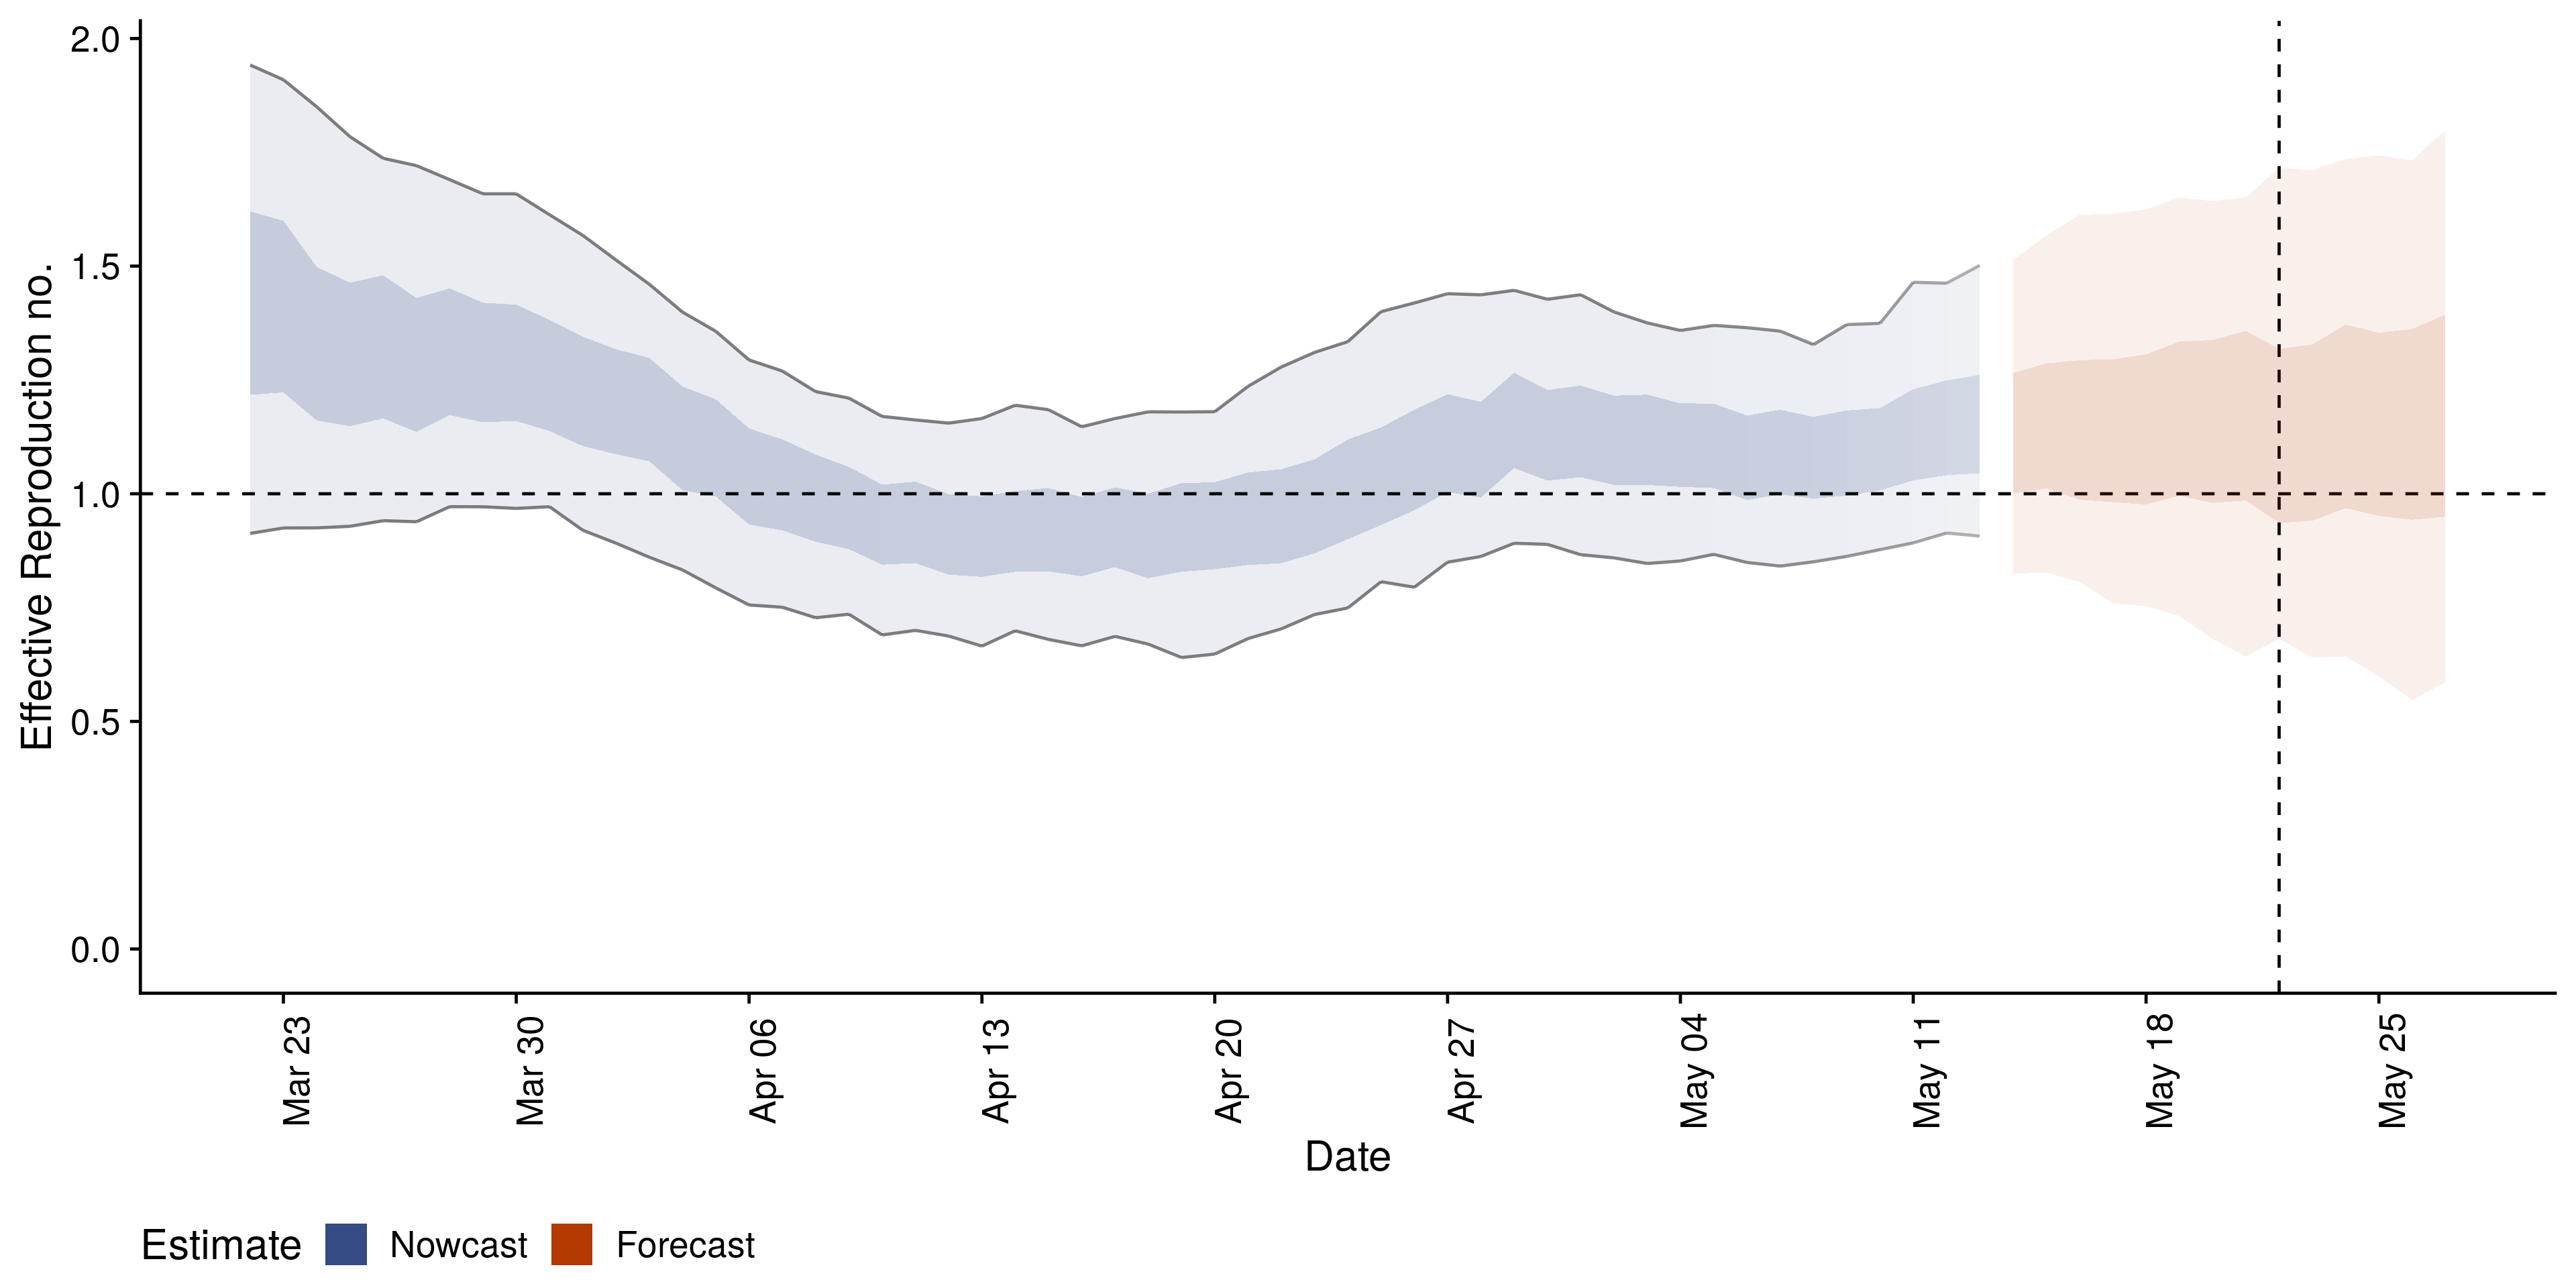 Effective Reproduction no.
2.0
1.5
1.0
0.5
0.0
Mar 23
Mar 30
Apr 06
Apr 13
Apr 20
Apr 27
May 04
May 11
May 18
May 25
Date
Estimate Nowcast Forecast